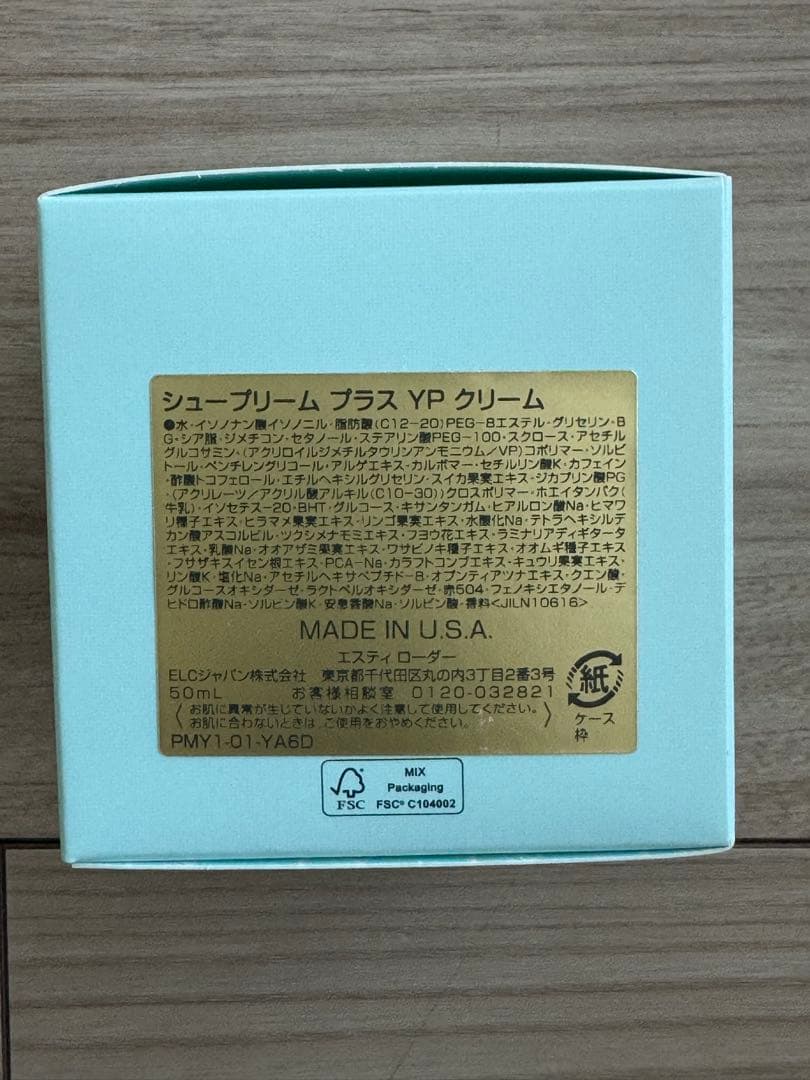 シュープリーム プラス YP クリーム
●水・イソノナン酸イソノニル・脂肪酸(C12-20)PEG-8エステル・グリセリン・B
G・シア脂・ジメチコン・セタノール・ステアリン酸PEG-100・スクロース・アセチル
グルコサミン・(アクリロイルジメチルタウリンアンモニウム/VP)コポリマー・ソルビ
トール・ペンチレングリコール・アルゲエキス・カルボマー・セチルリン酸K・カフェイン
・酢酸トコフェロール・エチルヘキシルグリセリン・スイカ果実エキス・ジカプリン酸PG
・(アクリレーツ/アクリル酸アルキル(C10-30))クロスポリマー・ホエイタンパク(
牛乳)・イソセテス-20・BHT・グルコース・キサンタンガム・ヒアルロン酸Na・ヒマワ
リ種子エキス・ヒラマメ果実エキス・リンゴ果実エキス・水酸化Na・テトラヘキシルデ
カン酸アスコルビル・ツクシメナモミエキス・フヨウ花エキス・ラミナリアディギタータ
エキス・乳酸Na・オオアザミ果実エキス・ワサビノキ種子エキス・オオムギ種子エキス・
フサザキスイセン根エキス・PCA-Na・カラフトコンブエキス・キュウリ果実エキス・
リン酸K・塩化Na・アセチルヘキサペプチド-8・オプンティアツナエキス・クエン酸・
グルコースオキシダーゼ・ラクトペルオキシダーゼ・赤504・フェノキシエタノール・デ
ヒドロ酢酸Na・ソルビン酸K・安息香酸Na・ソルビン酸・香料<JILN10616>
MADE IN U.S.A.
エスティ ローダー
ELCジャパン株式会社 東京都千代田区丸の内3丁目2番3号
50mL お客様相談室 0120-032821
お肌に異常が生じていないかよく注意して使用してください。
お肌に合わないときは、ご使用をおやめください。
PMY1-01-YA6D
紙
ケース
枠
FSC
MIX
Packaging
FSC® C104002